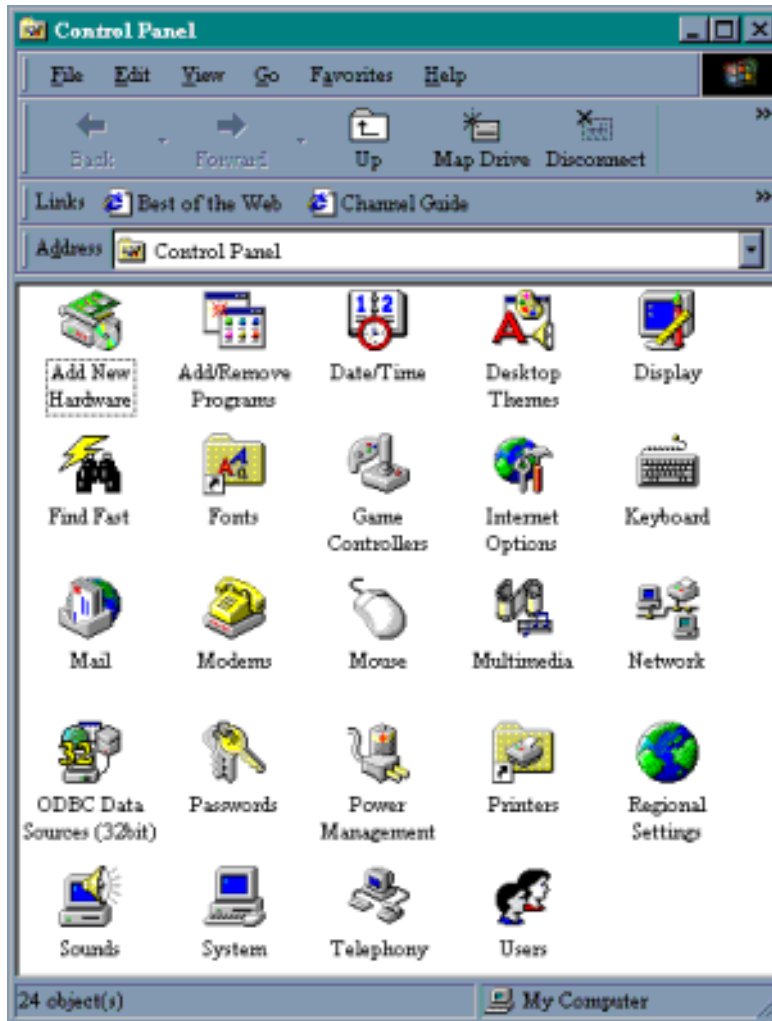 Control Panel
File Edit View Go Favorites Help
Back Forward Up Map Drive Disconnect
Links Best of the Web Channel Guide
Address Control Panel
Add New Hardware
Add/Remove Programs
Date/Time
Desktop Themes
Display
Find Fast
Fonts
Game Controllers
Internet Options
Keyboard
Mail
Modems
Mouse
Multimedia
Network
ODBC Data Sources (32bit)
Passwords
Power Management
Printers
Regional Settings
Sounds
System
Telephony
Users
24 object(s) My Computer